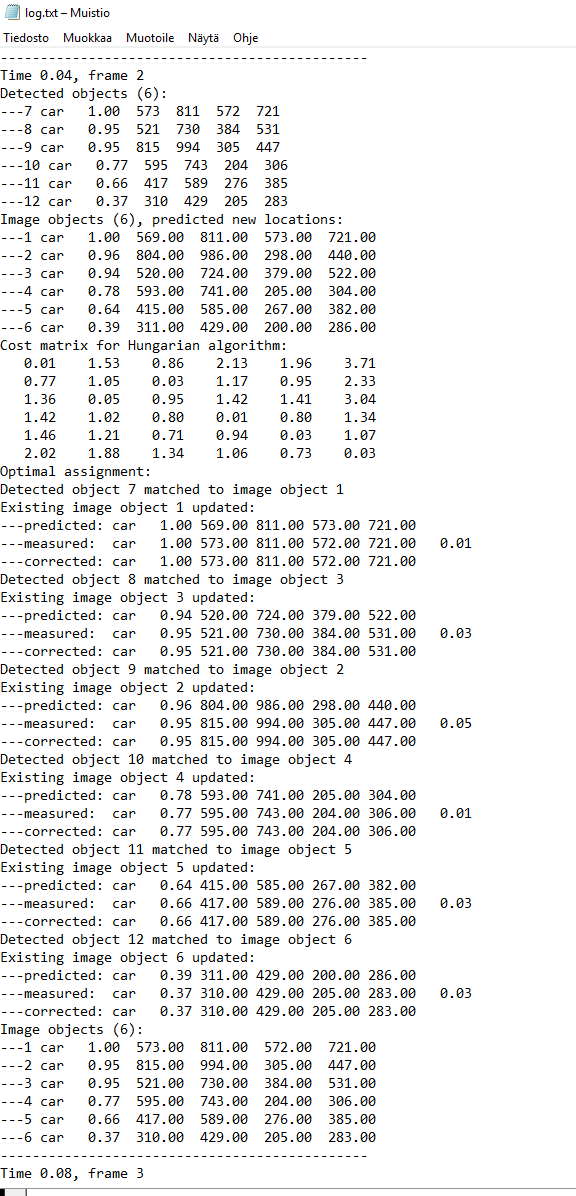 log.txt – Muistio
Tiedosto Muokkaa Muotoile Näytä Ohje
----------------------------------------------
Time 0.04, frame 2
Detected objects (6):
---7 car   1.00  573  811  572  721
---8 car   0.95  521  730  384  531
---9 car   0.95  815  994  305  447
---10 car   0.77  595  743  204  306
---11 car   0.66  417  589  276  385
---12 car   0.37  310  429  205  283
Image objects (6), predicted new locations:
---1 car   1.00  569.00  811.00  573.00  721.00
---2 car   0.96  804.00  986.00  298.00  440.00
---3 car   0.94  520.00  724.00  379.00  522.00
---4 car   0.78  593.00  741.00  205.00  304.00
---5 car   0.64  415.00  585.00  267.00  382.00
---6 car   0.39  311.00  429.00  200.00  286.00
Cost matrix for Hungarian algorithm:
   0.01    1.53    0.86    2.13    1.96    3.71
   0.77    1.05    0.03    1.17    0.95    2.33
   1.36    0.05    0.95    1.42    1.41    3.04
   1.42    1.02    0.80    0.01    0.80    1.34
   1.46    1.21    0.71    0.94    0.03    1.07
   2.02    1.88    1.34    1.06    0.73    0.03
Optimal assignment:
Detected object 7 matched to image object 1
Existing image object 1 updated:
---predicted: car   1.00 569.00 811.00 573.00 721.00
---measured:  car   1.00 573.00 811.00 572.00 721.00   0.01
---corrected: car   1.00 573.00 811.00 572.00 721.00
Detected object 8 matched to image object 3
Existing image object 3 updated:
---predicted: car   0.94 520.00 724.00 379.00 522.00
---measured:  car   0.95 521.00 730.00 384.00 531.00   0.03
---corrected: car   0.95 521.00 730.00 384.00 531.00
Detected object 9 matched to image object 2
Existing image object 2 updated:
---predicted: car   0.96 804.00 986.00 298.00 440.00
---measured:  car   0.95 815.00 994.00 305.00 447.00   0.05
---corrected: car   0.95 815.00 994.00 305.00 447.00
Detected object 10 matched to image object 4
Existing image object 4 updated:
---predicted: car   0.78 593.00 741.00 205.00 304.00
---measured:  car   0.77 595.00 743.00 204.00 306.00   0.01
---corrected: car   0.77 595.00 743.00 204.00 306.00
Detected object 11 matched to image object 5
Existing image object 5 updated:
---predicted: car   0.64 415.00 585.00 267.00 382.00
---measured:  car   0.66 417.00 589.00 276.00 385.00   0.03
---corrected: car   0.66 417.00 589.00 276.00 385.00
Detected object 12 matched to image object 6
Existing image object 6 updated:
---predicted: car   0.39 311.00 429.00 200.00 286.00
---measured:  car   0.37 310.00 429.00 205.00 283.00   0.03
---corrected: car   0.37 310.00 429.00 205.00 283.00
Image objects (6):
---1 car   1.00  573.00  811.00  572.00  721.00
---2 car   0.95  815.00  994.00  305.00  447.00
---3 car   0.95  521.00  730.00  384.00  531.00
---4 car   0.77  595.00  743.00  204.00  306.00
---5 car   0.66  417.00  589.00  276.00  385.00
---6 car   0.37  310.00  429.00  205.00  283.00
----------------------------------------------
Time 0.08, frame 3